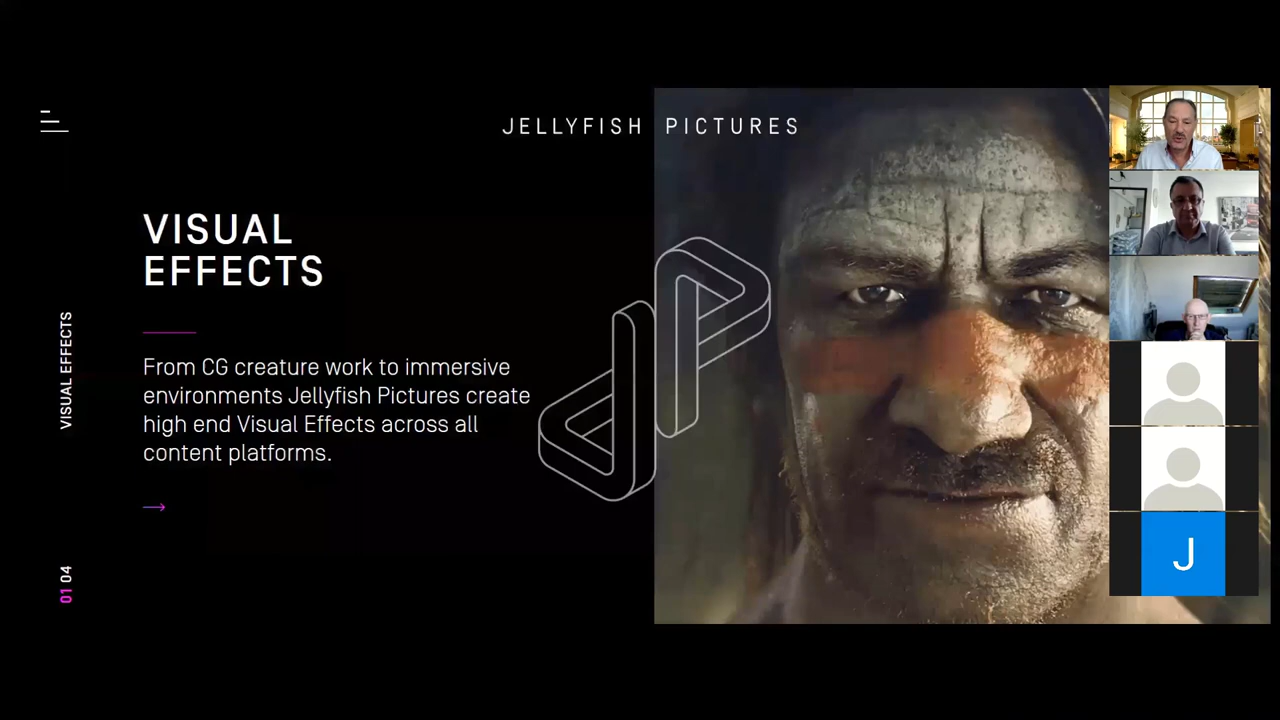 JELLYFISH PICTURES
VISUAL
EFFECTS
From CG creature work to immersive
environments Jellyfish Pictures create
high end Visual Effects across all
content platforms.
VISUAL EFFECTS
01 04
J